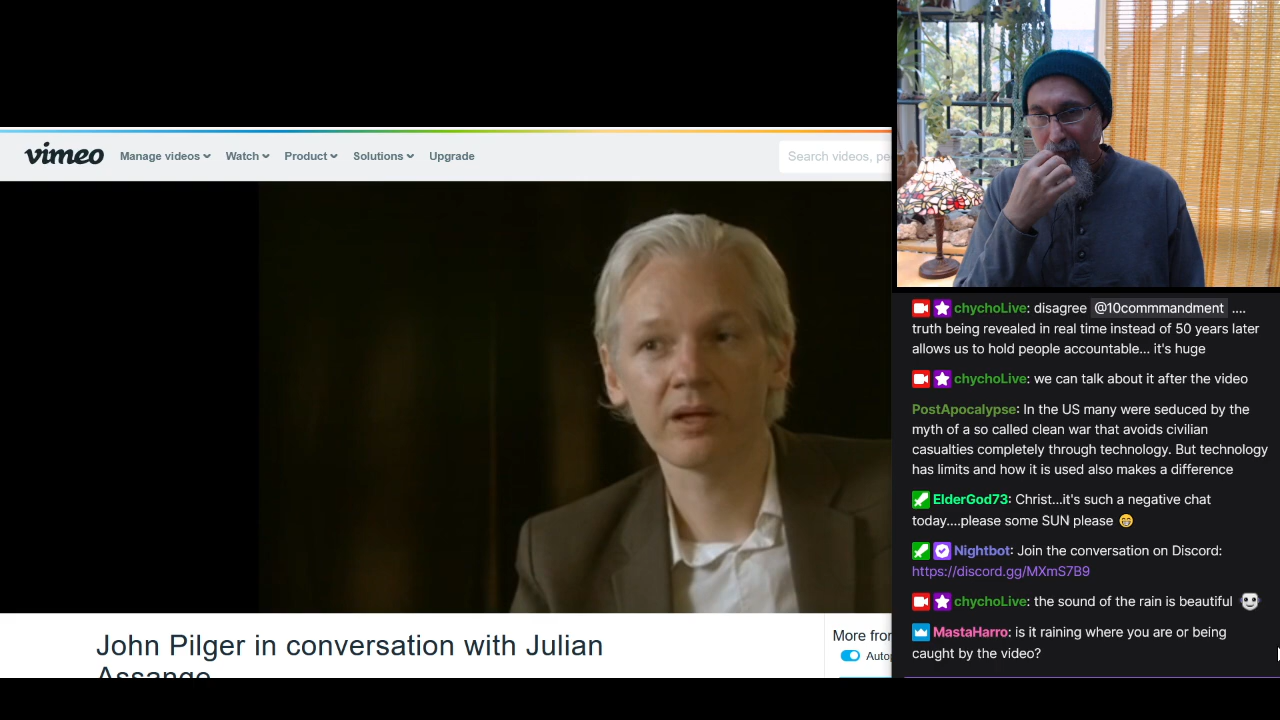 vimeo Manage videos Watch Product Solutions Upgrade Search videos, pe
John Pilger in conversation with Julian
Assange
More from
Autop
chychoLive: disagree @10commmandment ....
truth being revealed in real time instead of 50 years later
allows us to hold people accountable... it's huge
chychoLive: we can talk about it after the video
PostApocalypse: In the US many were seduced by the
myth of a so called clean war that avoids civilian
casualties completely through technology. But technology
has limits and how it is used also makes a difference
ElderGod73: Christ...it's such a negative chat
today....please some SUN please 😁
Nightbot: Join the conversation on Discord:
https://discord.gg/MXmS7B9
chychoLive: the sound of the rain is beautiful
MastaHarro: is it raining where you are or being
caught by the video?